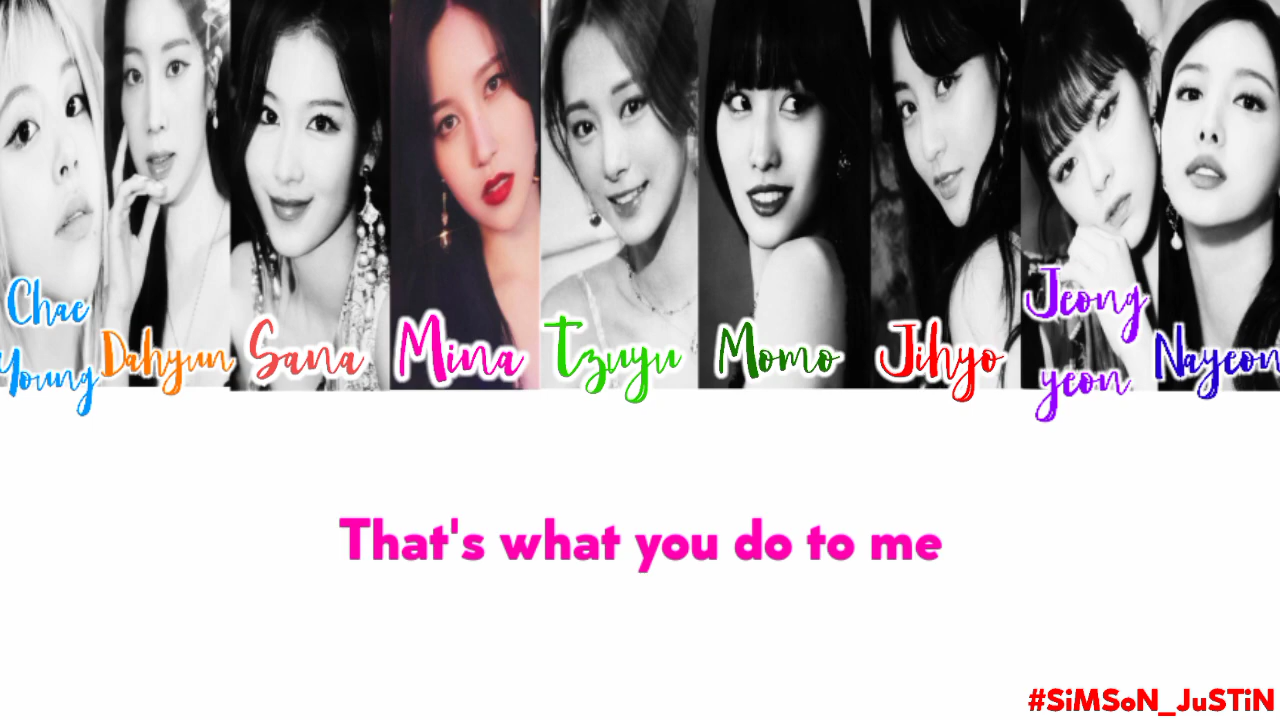 Chae
Young
Dahyun
Sana
Mina
Tzuyu
Momo
Jihyo
Jeong
yeon
Nayeon
That's what you do to me
#SiMSoN_JuSTiN